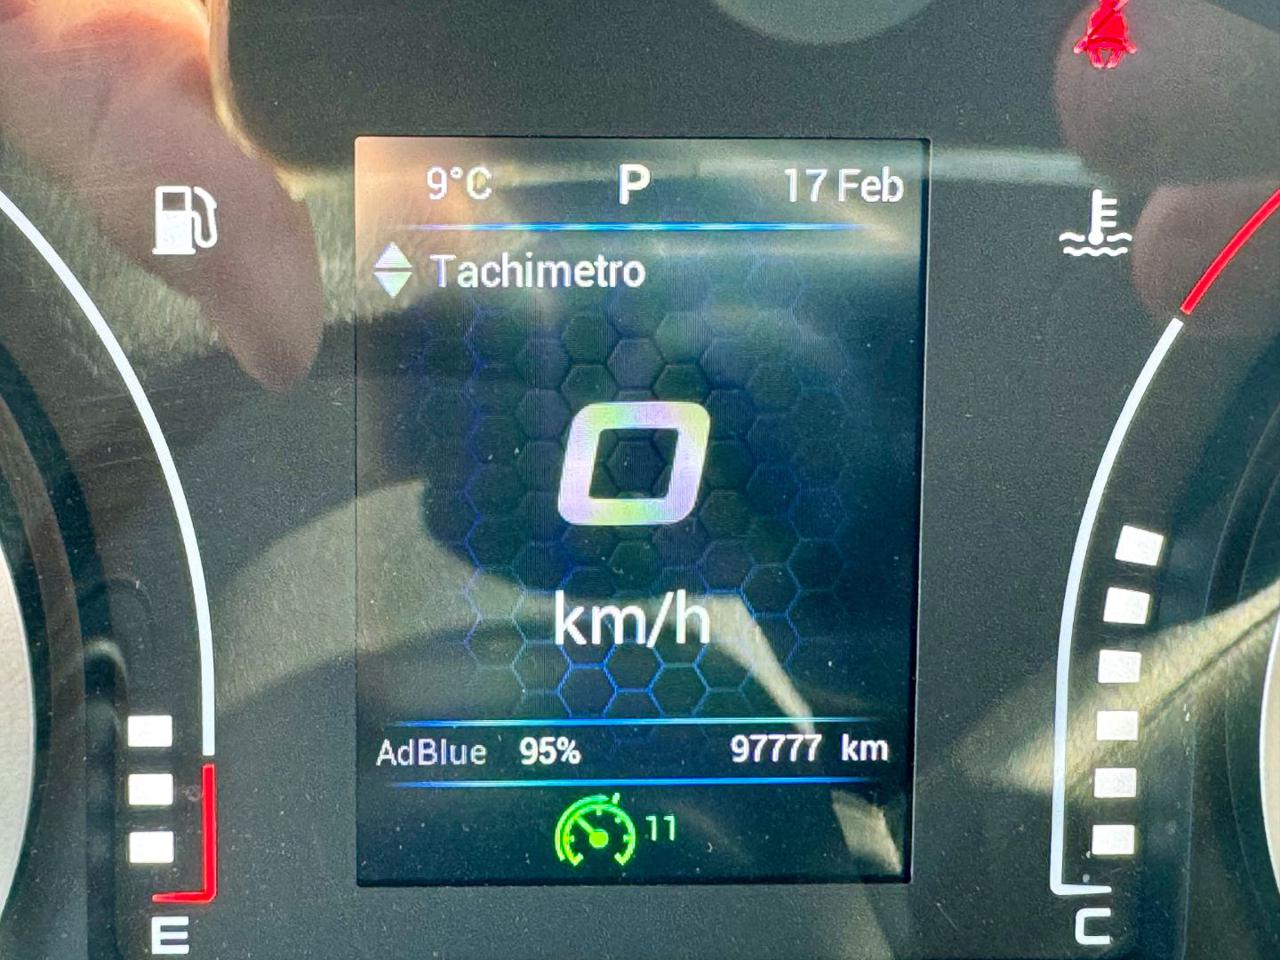 9°C P 17 Feb
Tachimetro
0
km/h
AdBlue 95% 97777 km
11
E C